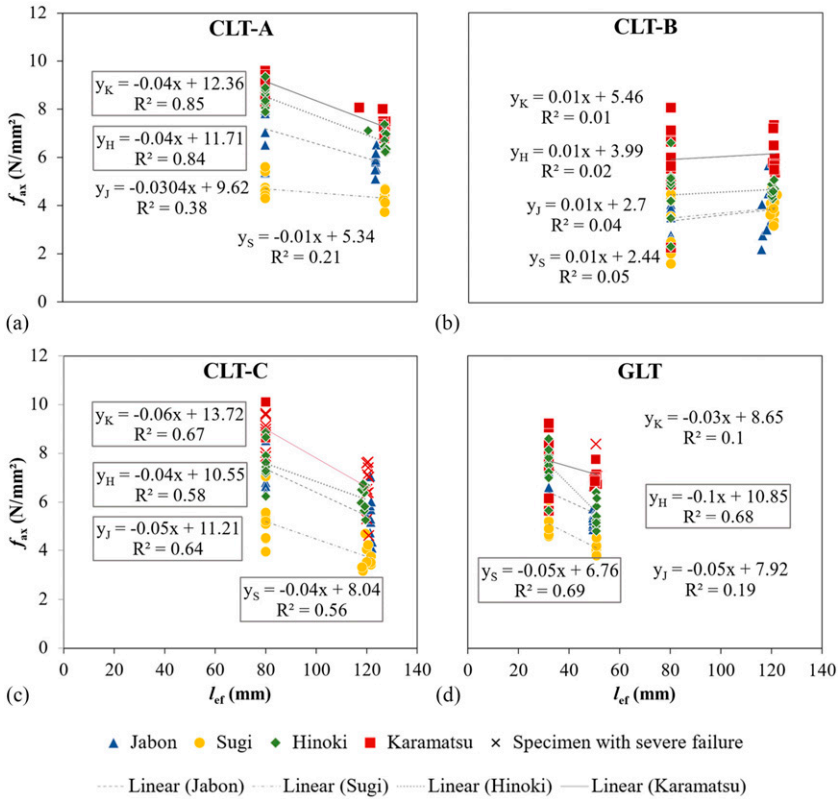 CLT-A
12
10
8
6
4
2
0
f_ax (N/mm²)
y_K = -0.04x + 12.36
R² = 0.85
y_H = -0.04x + 11.71
R² = 0.84
y_J = -0.0304x + 9.62
R² = 0.38
y_S = -0.01x + 5.34
R² = 0.21
(a)
CLT-B
y_K = 0.01x + 5.46
R² = 0.01
y_H = 0.01x + 3.99
R² = 0.02
y_J = 0.01x + 2.7
R² = 0.04
y_S = 0.01x + 2.44
R² = 0.05
(b)
CLT-C
12
10
8
6
4
2
0
f_ax (N/mm²)
y_K = -0.06x + 13.72
R² = 0.67
y_H = -0.04x + 10.55
R² = 0.58
y_J = -0.05x + 11.21
R² = 0.64
y_S = -0.04x + 8.04
R² = 0.56
0 20 40 60 80 100 120 140
l_ef (mm)
(c)
GLT
y_K = -0.03x + 8.65
R² = 0.1
y_H = -0.1x + 10.85
R² = 0.68
y_S = -0.05x + 6.76
R² = 0.69
y_J = -0.05x + 7.92
R² = 0.19
0 20 40 60 80 100 120 140
l_ef (mm)
(d)
Jabon Sugi Hinoki Karamatsu Specimen with severe failure
Linear (Jabon) Linear (Sugi) Linear (Hinoki) Linear (Karamatsu)